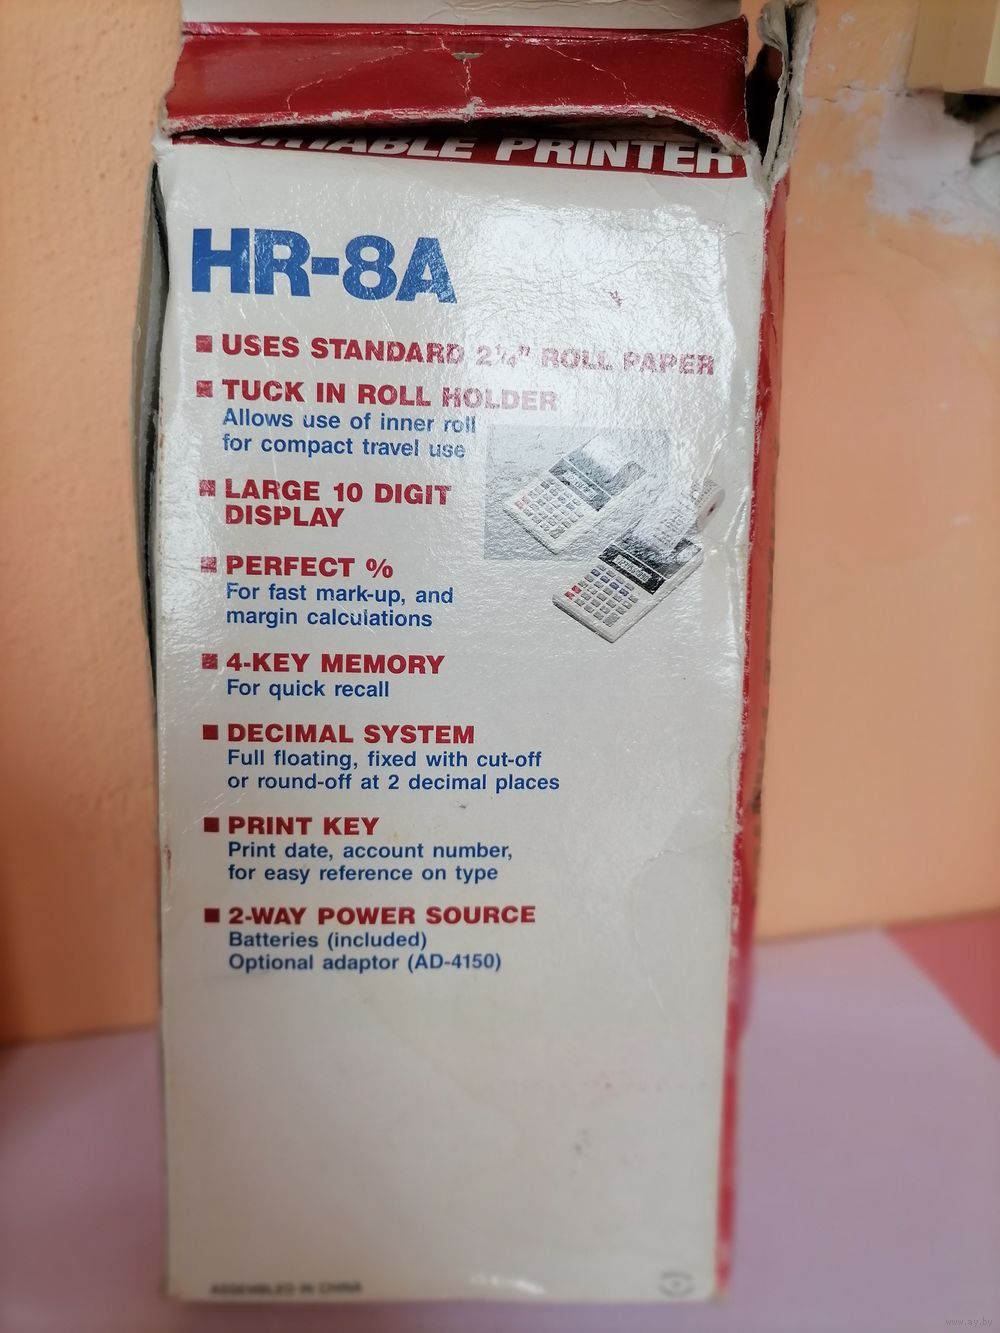 PORTABLE PRINTER
HR-8A
■ USES STANDARD 2¼" ROLL PAPER
■ TUCK IN ROLL HOLDER
Allows use of inner roll
for compact travel use
■ LARGE 10 DIGIT
DISPLAY
■ PERFECT %
For fast mark-up, and
margin calculations
■ 4-KEY MEMORY
For quick recall
■ DECIMAL SYSTEM
Full floating, fixed with cut-off
or round-off at 2 decimal places
■ PRINT KEY
Print date, account number,
for easy reference on type
■ 2-WAY POWER SOURCE
Batteries (included)
Optional adaptor (AD-4150)
ASSEMBLED IN CHINA
www.ay.by